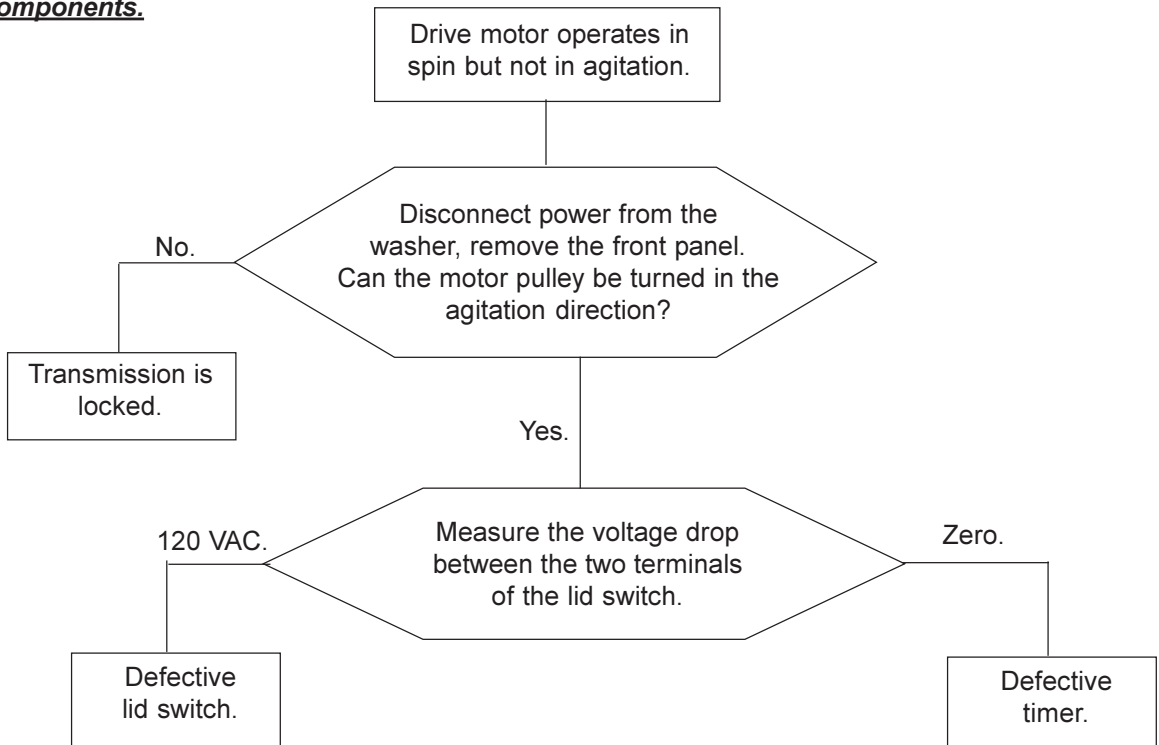 omponents.
Drive motor operates in
spin but not in agitation.
Disconnect power from the
washer, remove the front panel.
Can the motor pulley be turned in the
agitation direction?
No.
Transmission is
locked.
Yes.
Measure the voltage drop
between the two terminals
of the lid switch.
120 VAC.
Zero.
Defective
lid switch.
Defective
timer.